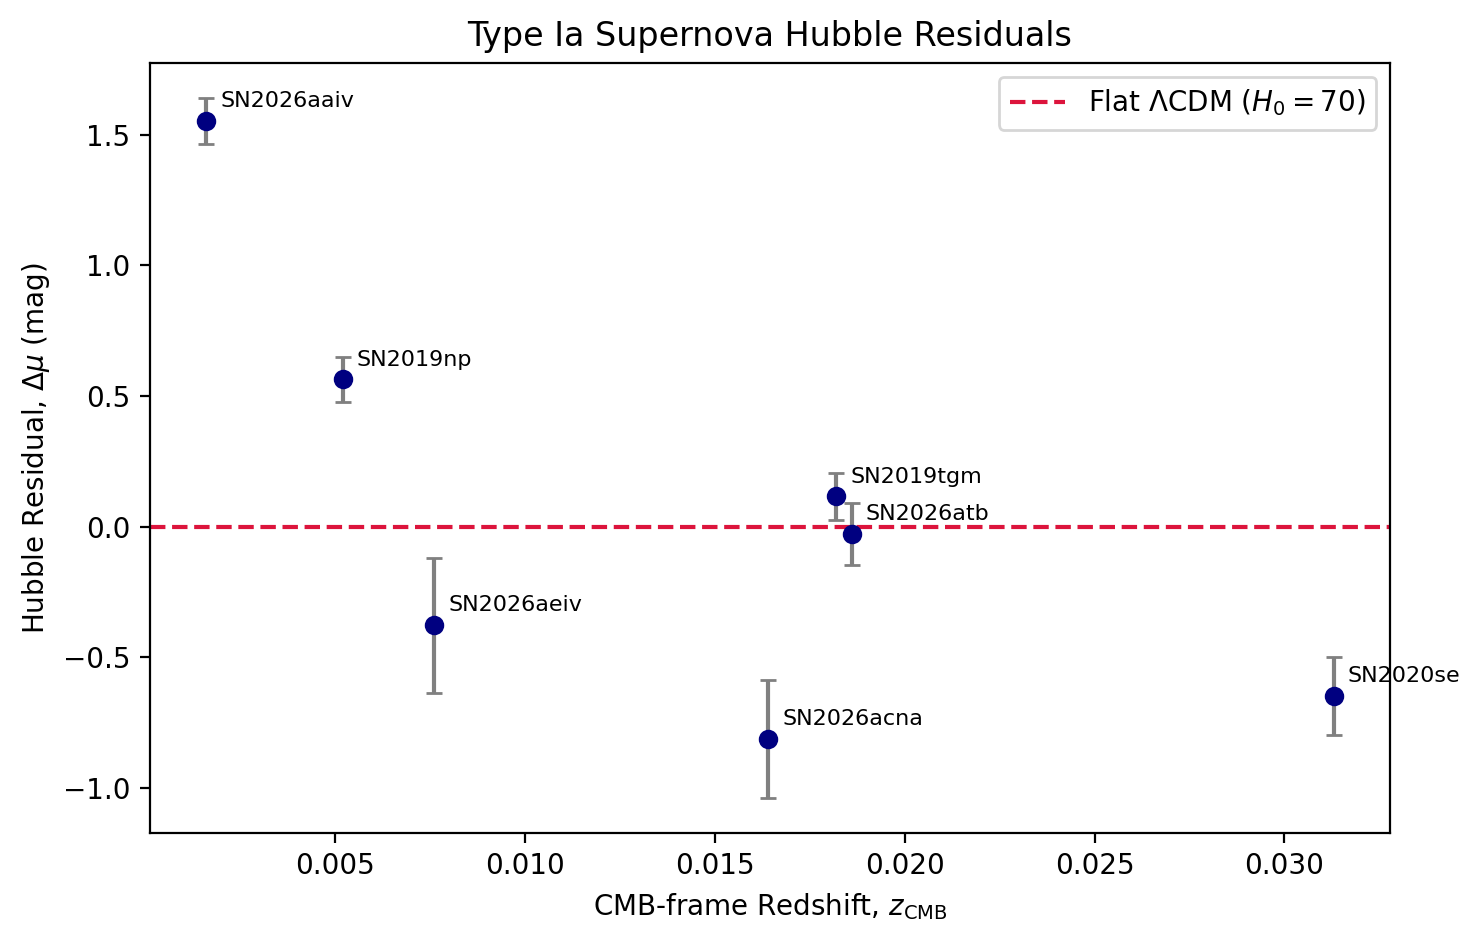 Type Ia Supernova Hubble Residuals
Flat ΛCDM (H₀ = 70)
SN2026aaiv
SN2019np
SN2019tgm
SN2026atb
SN2026aeiv
SN2020se
SN2026acna
Hubble Residual, Δμ (mag)
1.5
1.0
0.5
0.0
−0.5
−1.0
0.005 0.010 0.015 0.020 0.025 0.030
CMB-frame Redshift, z_CMB